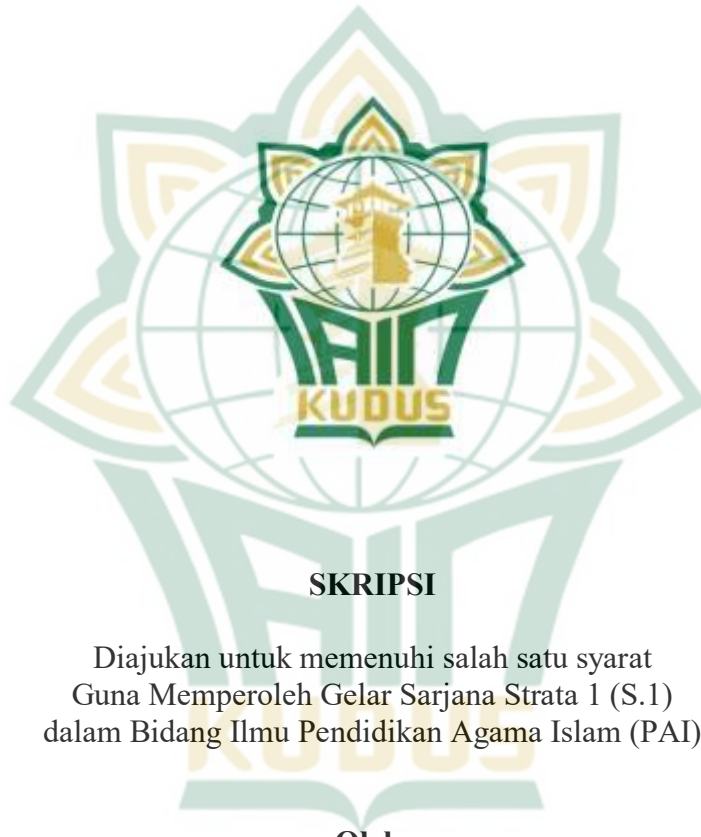 IAIN
KUDUS
SKRIPSI
Diajukan untuk memenuhi salah satu syarat
Guna Memperoleh Gelar Sarjana Strata 1 (S.1)
dalam Bidang Ilmu Pendidikan Agama Islam (PAI)